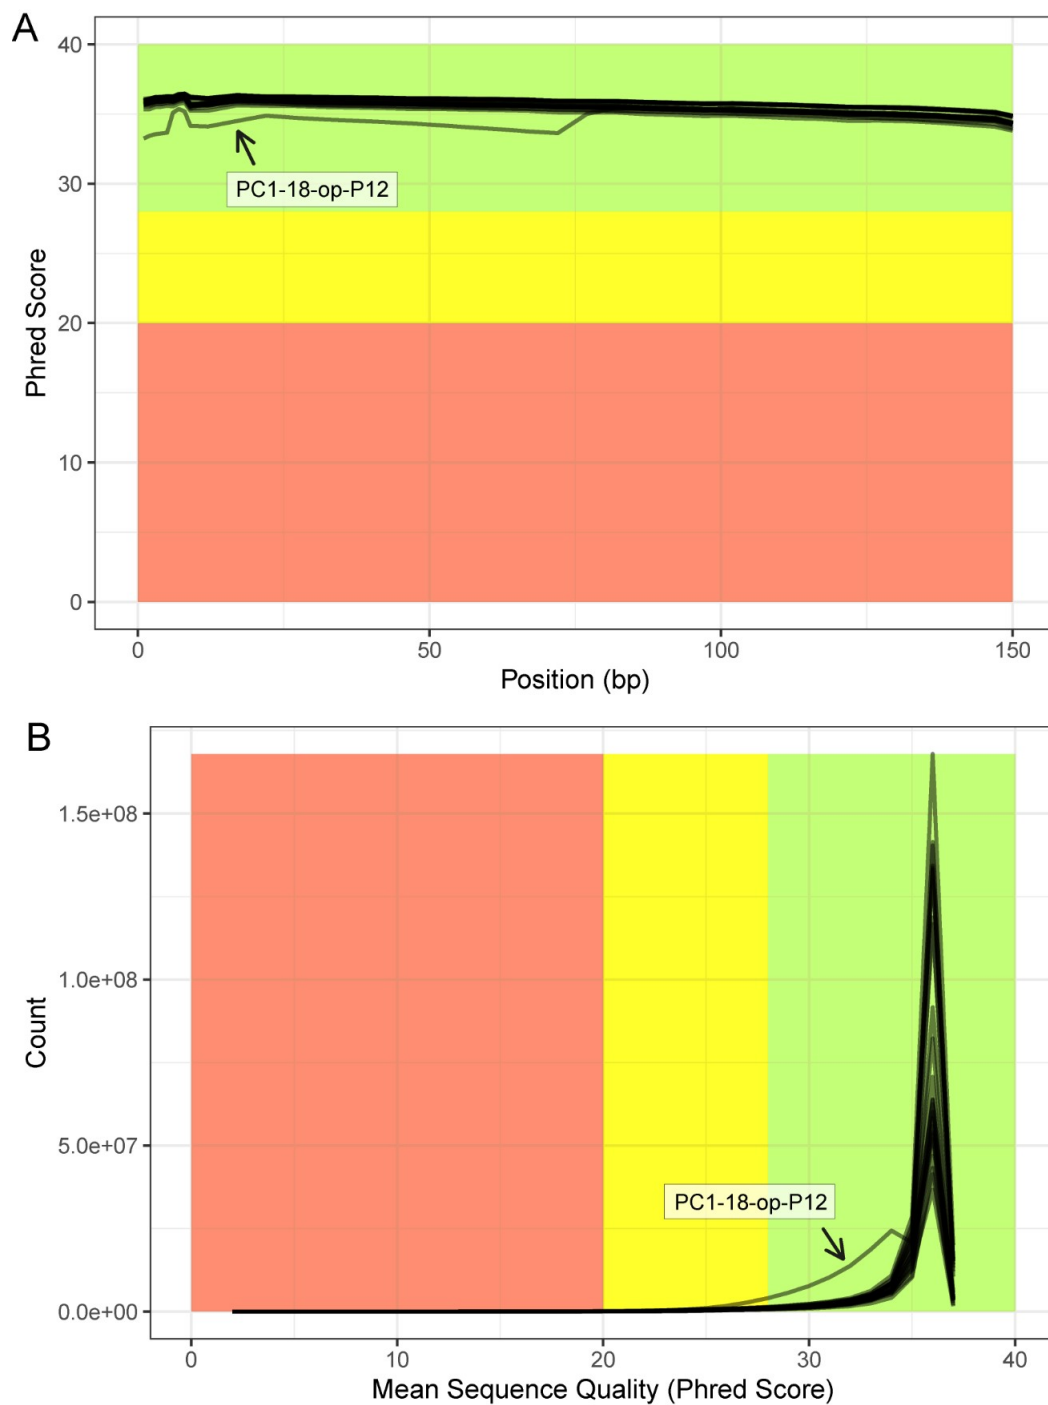 A
40
30
20
10
0
Phred Score
PC1-18-op-P12
0 50 100 150
Position (bp)
B
1.5e+08
1.0e+08
5.0e+07
0.0e+00
Count
PC1-18-op-P12
0 10 20 30 40
Mean Sequence Quality (Phred Score)